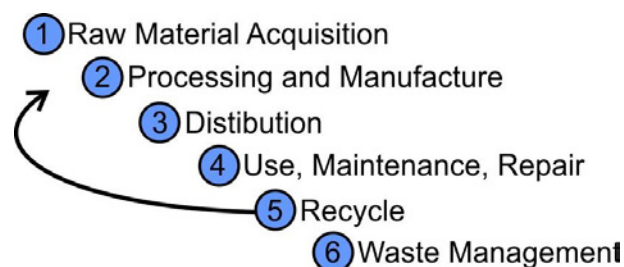 1 Raw Material Acquisition
2 Processing and Manufacture
3 Distibution
4 Use, Maintenance, Repair
5 Recycle
6 Waste Management